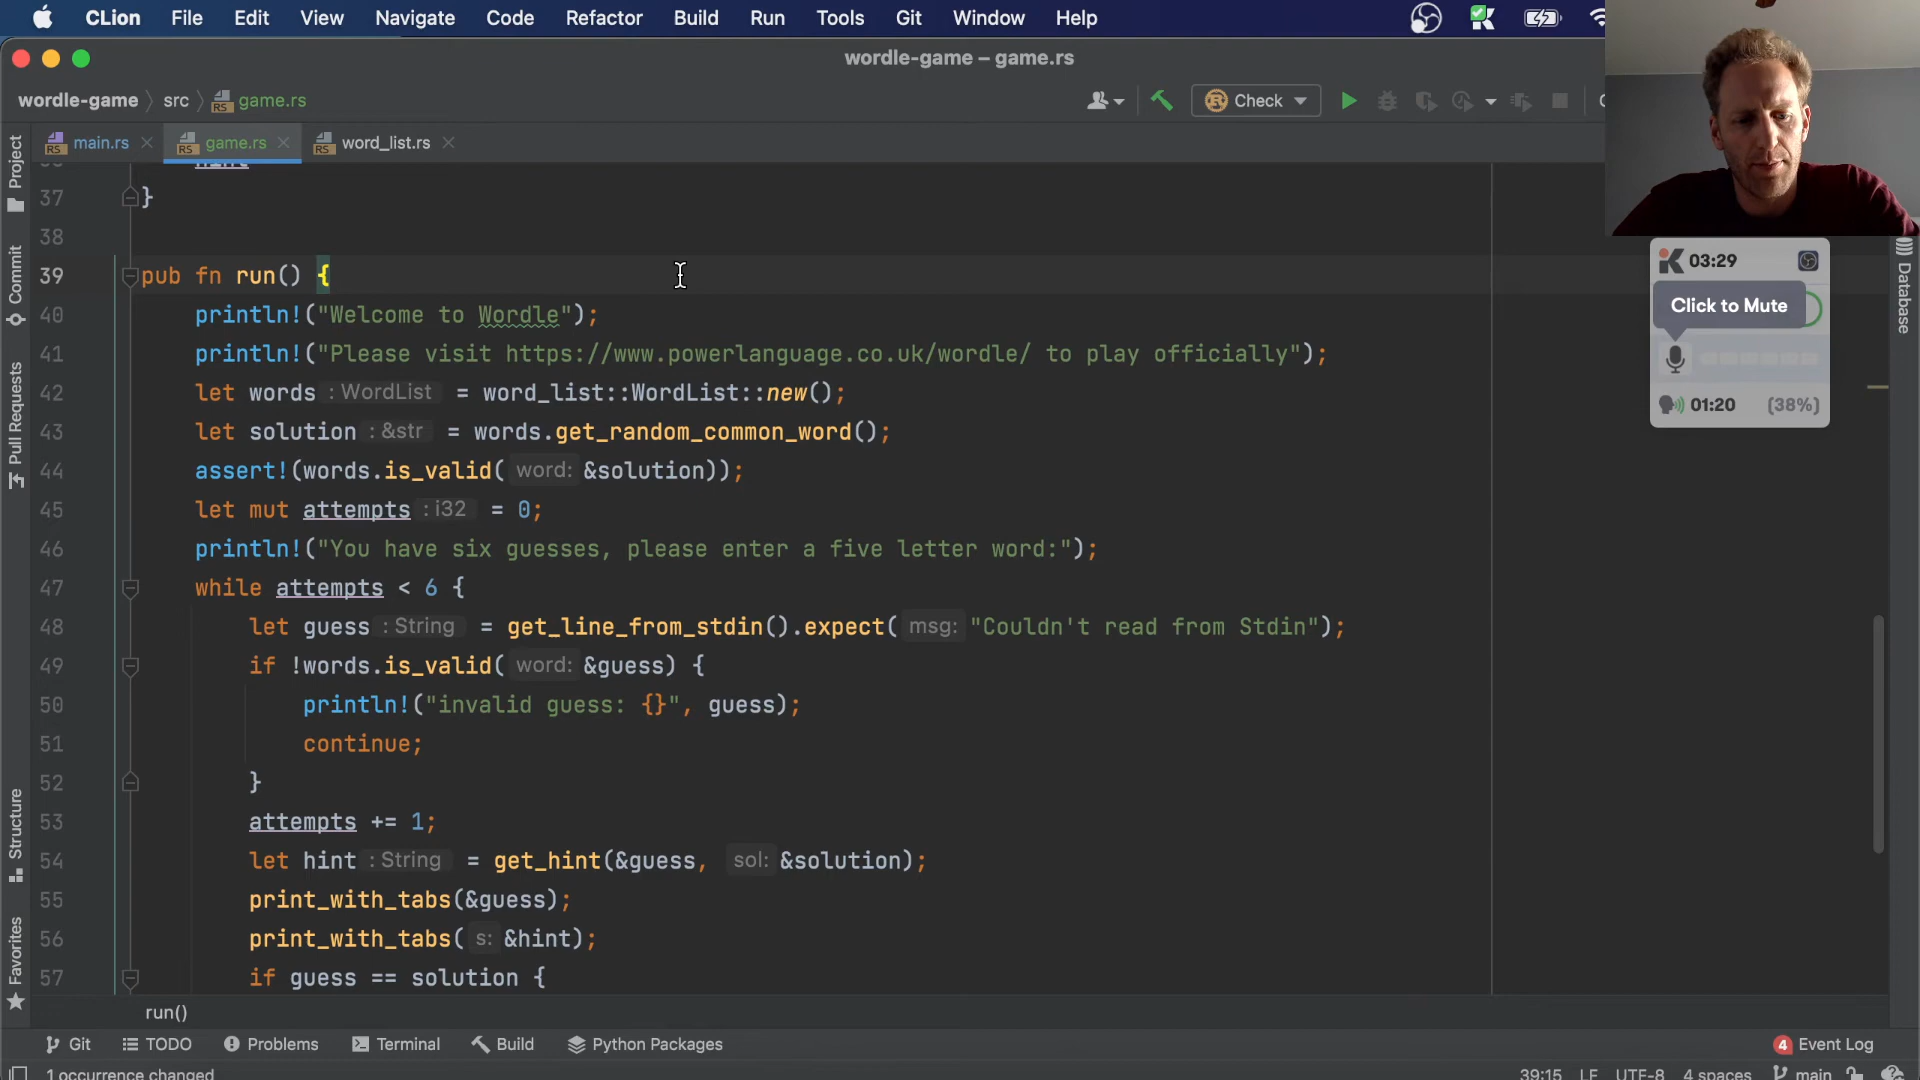 CLion File Edit View Navigate Code Refactor Build Run Tools Git Window Help
wordle-game – game.rs
wordle-game src game.rs
Check
main.rs game.rs word_list.rs
Project
Commit
Pull Requests
Structure
Favorites
Database
03:29
Click to Mute
01:20 (38%)
hint
37 }
38
39 pub fn run() {
40 println!("Welcome to Wordle");
41 println!("Please visit https://www.powerlanguage.co.uk/wordle/ to play officially");
42 let words : WordList = word_list::WordList::new();
43 let solution : &str = words.get_random_common_word();
44 assert!(words.is_valid( word: &solution));
45 let mut attempts : i32 = 0;
46 println!("You have six guesses, please enter a five letter word:");
47 while attempts < 6 {
48 let guess : String = get_line_from_stdin().expect( msg: "Couldn't read from Stdin");
49 if !words.is_valid( word: &guess) {
50 println!("invalid guess: {}", guess);
51 continue;
52 }
53 attempts += 1;
54 let hint : String = get_hint(&guess, sol: &solution);
55 print_with_tabs(&guess);
56 print_with_tabs( s: &hint);
57 if guess == solution {
run()
Git TODO Problems Terminal Build Python Packages
4 Event Log
1 occurrence changed
39:15 LF UTF-8 4 spaces main